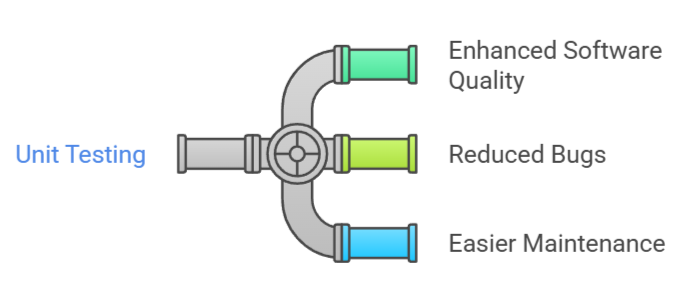 Enhanced Software
Quality
Unit Testing
Reduced Bugs
Easier Maintenance